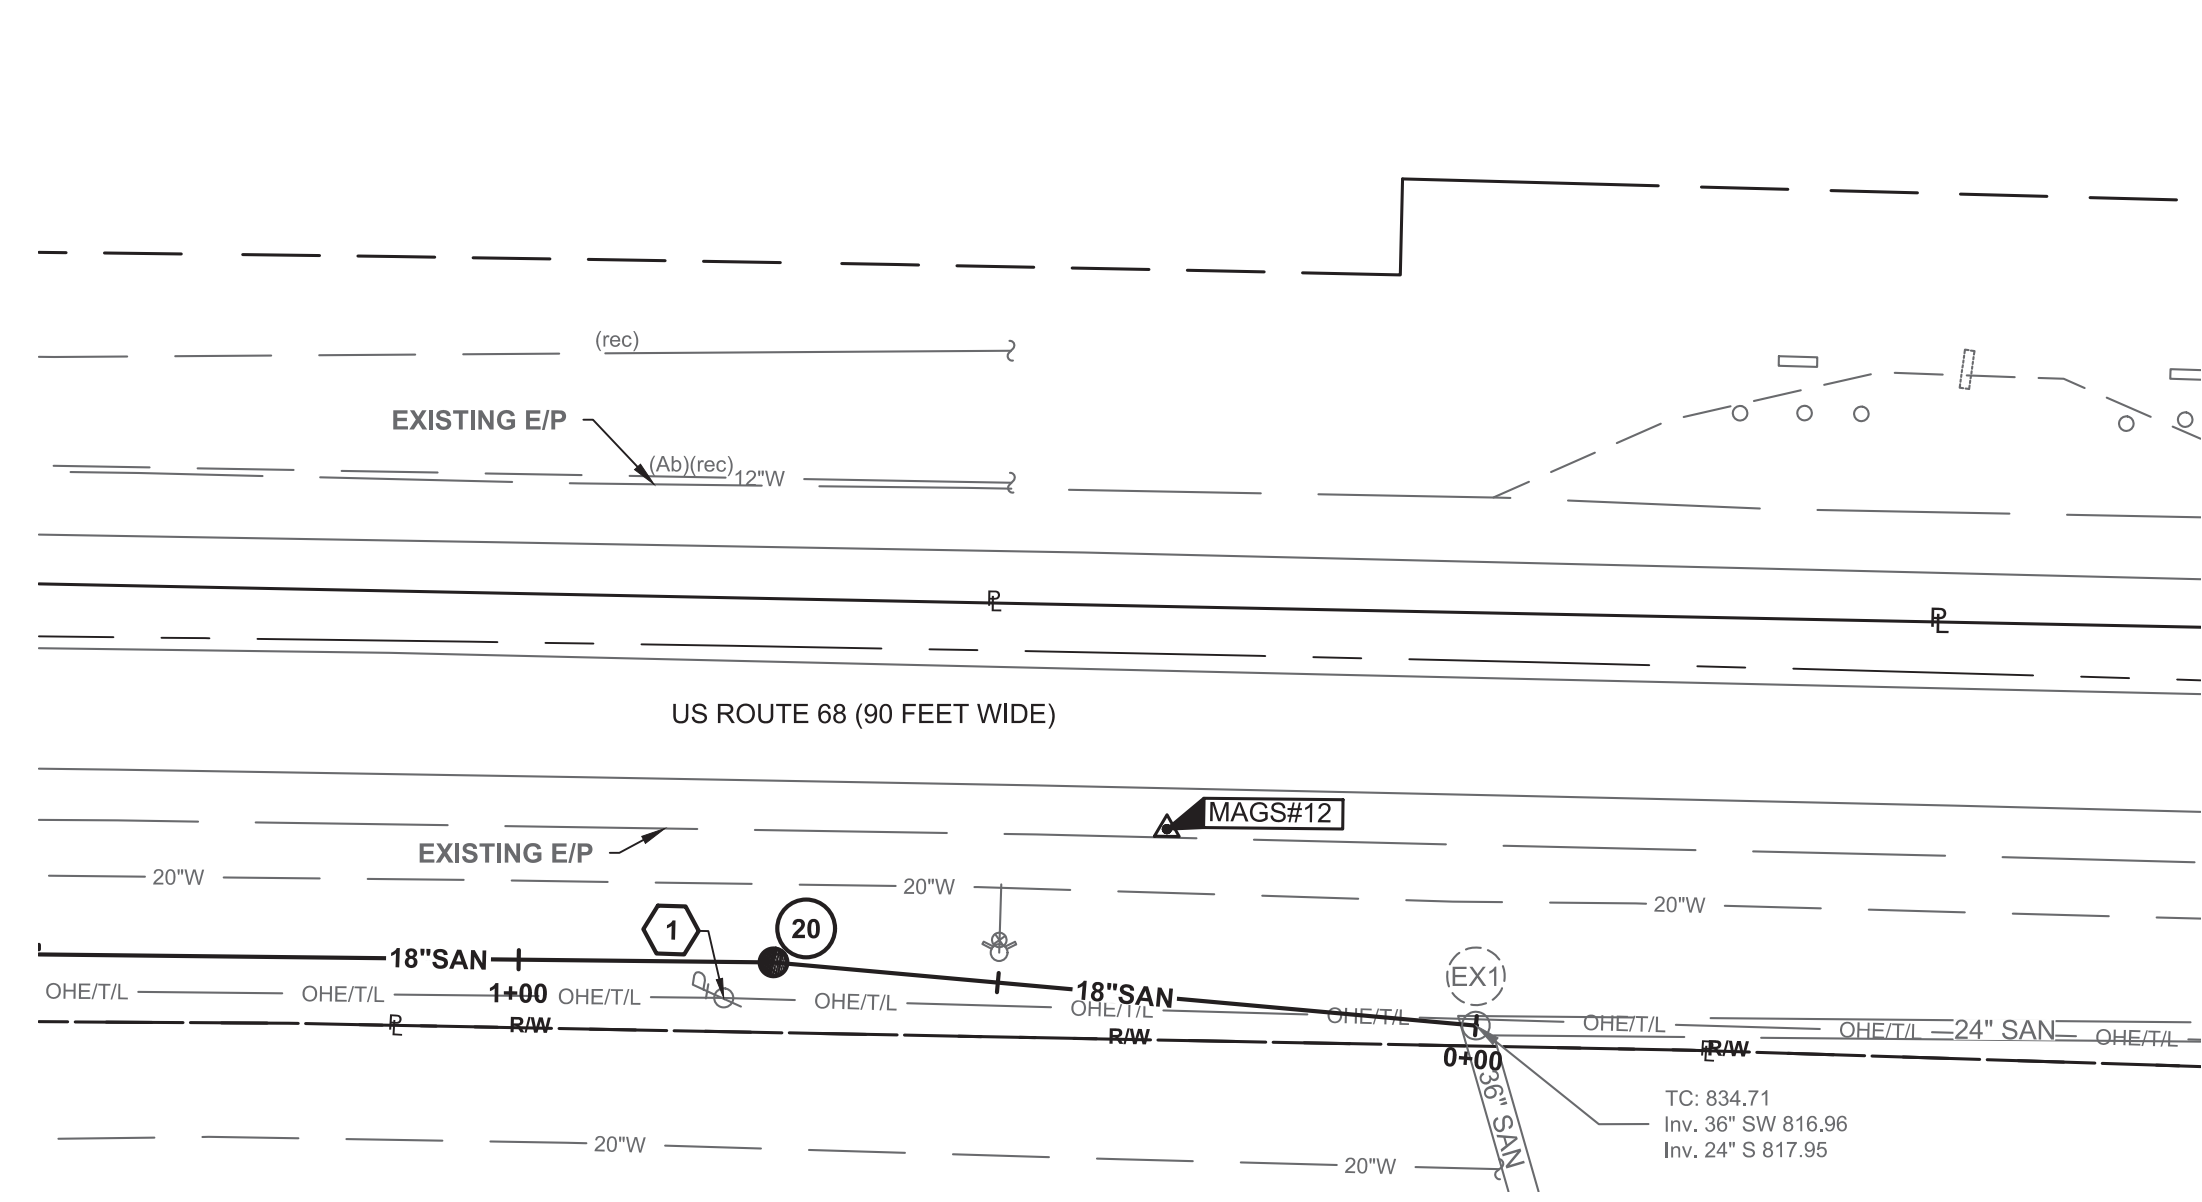 (rec)
EXISTING E/P
(Ab)(rec)
12"W
PL
PL
US ROUTE 68 (90 FEET WIDE)
MAGS#12
EXISTING E/P
20"W
20"W
20"W
1
20
18"SAN
EX1
18"SAN
OHE/T/L
OHE/T/L
1+00
OHE/T/L
OHE/T/L
OHE/T/L
OHE/T/L
OHE/T/L
OHE/T/L
24" SAN
OHE/T/L
PL
R/W
R/W
0+00
PL
R/W
36" SAN
TC: 834.71
Inv. 36" SW 816.96
Inv. 24" S 817.95
20"W
20"W